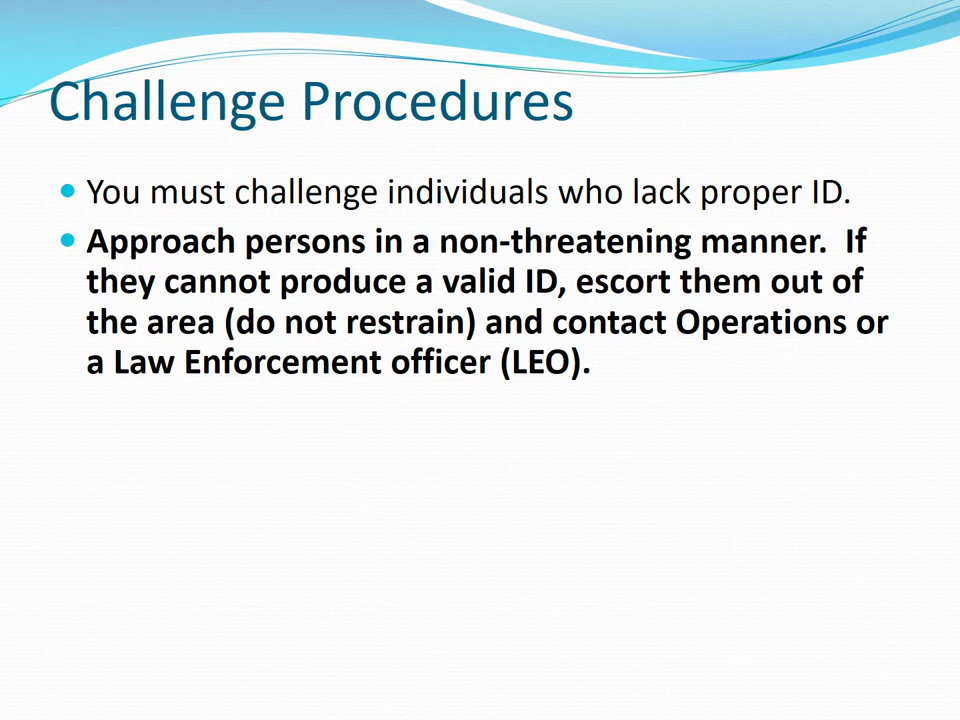 Challenge Procedures
You must challenge individuals who lack proper ID.
Approach persons in a non-threatening manner.  If
they cannot produce a valid ID, escort them out of
the area (do not restrain) and contact Operations or
a Law Enforcement officer (LEO).